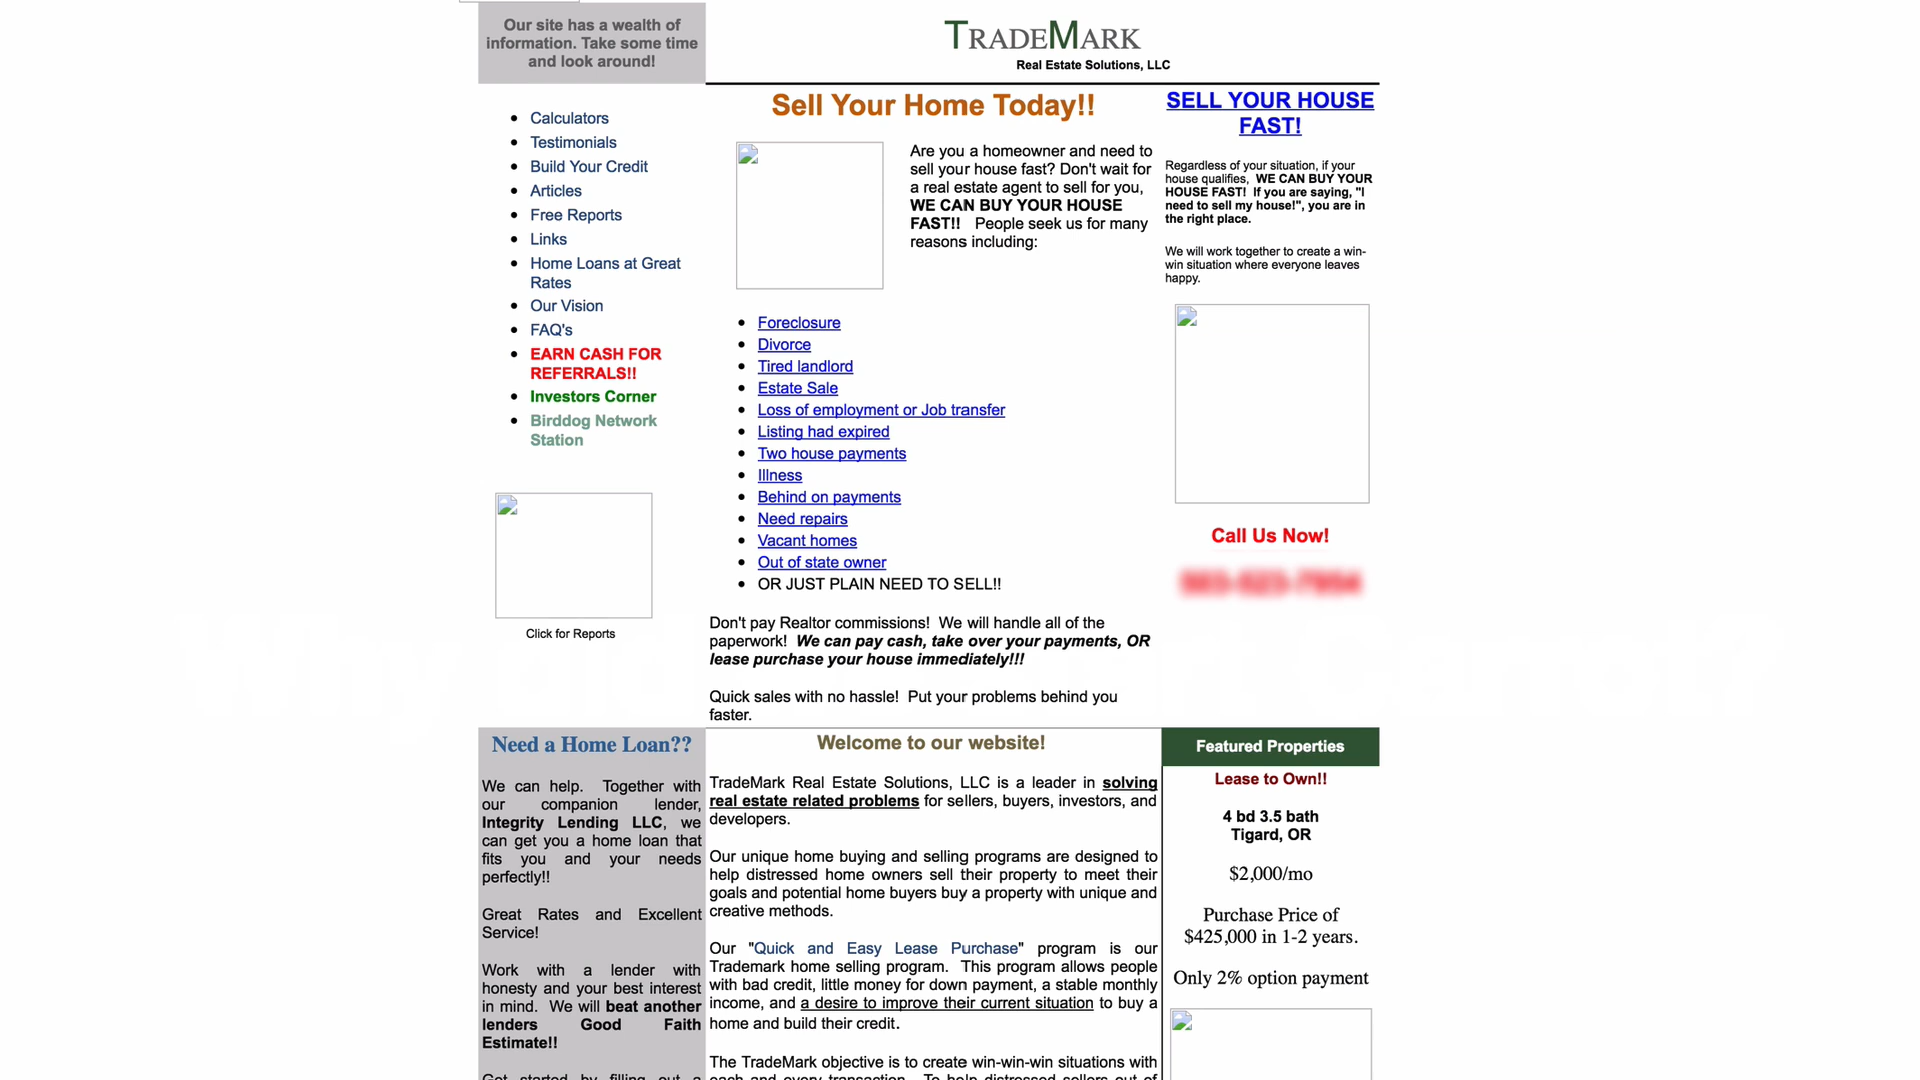 Our site has a wealth of
information. Take some time
and look around!
TRADEMARK
Real Estate Solutions, LLC
Calculators
Testimonials
Build Your Credit
Articles
Free Reports
Links
Home Loans at Great
Rates
Our Vision
FAQ's
EARN CASH FOR
REFERRALS!!
Investors Corner
Birddog Network
Station
Click for Reports
Sell Your Home Today!!
Are you a homeowner and need to
sell your house fast? Don't wait for
a real estate agent to sell for you,
WE CAN BUY YOUR HOUSE
FAST!! People seek us for many
reasons including:
Foreclosure
Divorce
Tired landlord
Estate Sale
Loss of employment or Job transfer
Listing had expired
Two house payments
Illness
Behind on payments
Need repairs
Vacant homes
Out of state owner
OR JUST PLAIN NEED TO SELL!!
Don't pay Realtor commissions! We will handle all of the
paperwork! We can pay cash, take over your payments, OR
lease purchase your house immediately!!!
Quick sales with no hassle! Put your problems behind you
faster.
SELL YOUR HOUSE
FAST!
Regardless of your situation, if your
house qualifies, WE CAN BUY YOUR
HOUSE FAST! If you are saying, "I
need to sell my house!", you are in
the right place.
We will work together to create a win-
win situation where everyone leaves
happy.
Call Us Now!
Need a Home Loan??
We can help. Together with
our companion lender,
Integrity Lending LLC, we
can get you a home loan that
fits you and your needs
perfectly!!
Great Rates and Excellent
Service!
Work with a lender with
honesty and your best interest
in mind. We will beat another
lenders Good Faith
Estimate!!
Get started by filling out a
Welcome to our website!
TradeMark Real Estate Solutions, LLC is a leader in solving
real estate related problems for sellers, buyers, investors, and
developers.
Our unique home buying and selling programs are designed to
help distressed home owners sell their property to meet their
goals and potential home buyers buy a property with unique and
creative methods.
Our "Quick and Easy Lease Purchase" program is our
Trademark home selling program. This program allows people
with bad credit, little money for down payment, a stable monthly
income, and a desire to improve their current situation to buy a
home and build their credit.
The TradeMark objective is to create win-win-win situations with
each and every transaction. To help distressed sellers out of
Featured Properties
Lease to Own!!
4 bd 3.5 bath
Tigard, OR
$2,000/mo
Purchase Price of
$425,000 in 1-2 years.
Only 2% option payment